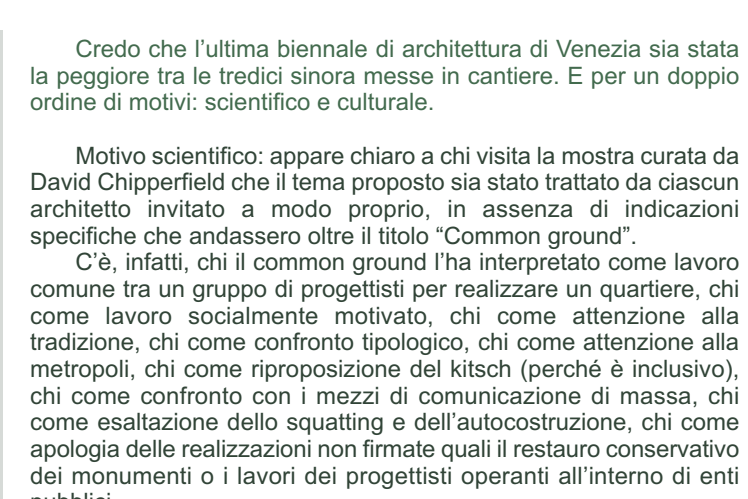 Credo che l’ultima biennale di architettura di Venezia sia stata
la peggiore tra le tredici sinora messe in cantiere. E per un doppio
ordine di motivi: scientifico e culturale.
Motivo scientifico: appare chiaro a chi visita la mostra curata da
David Chipperfield che il tema proposto sia stato trattato da ciascun
architetto invitato a modo proprio, in assenza di indicazioni
specifiche che andassero oltre il titolo “Common ground”.
C’è, infatti, chi il common ground l’ha interpretato come lavoro
comune tra un gruppo di progettisti per realizzare un quartiere, chi
come lavoro socialmente motivato, chi come attenzione alla
tradizione, chi come confronto tipologico, chi come attenzione alla
metropoli, chi come riproposizione del kitsch (perché è inclusivo),
chi come confronto con i mezzi di comunicazione di massa, chi
come esaltazione dello squatting e dell’autocostruzione, chi come
apologia delle realizzazioni non firmate quali il restauro conservativo
dei monumenti o i lavori dei progettisti operanti all’interno di enti